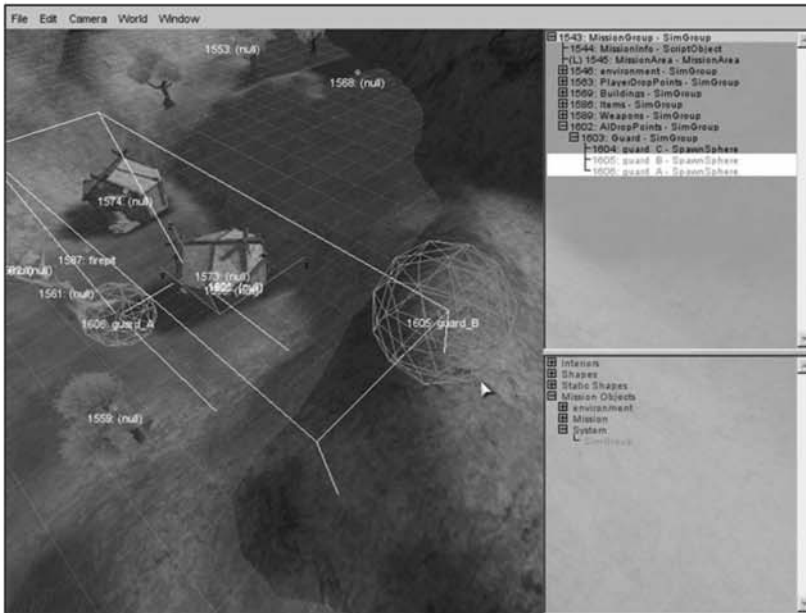 File Edit Camera World Window
1553: (null)
1568: (null)
1574: (null)
1587: firepit
1573: (null)
(null)
1561: (null)
1606: guard_A
1605: guard_B
1559: (null)
1543: MissionGroup - SimGroup
1544: MissionInfo - ScriptObject
(L) 1545: MissionArea - MissionArea
1546: environment - SimGroup
1563: PlayerDropPoints - SimGroup
1569: Buildings - SimGroup
1586: Items - SimGroup
1589: Weapons - SimGroup
1602: AIDropPoints - SimGroup
1603: Guard - SimGroup
1604: guard_C - SpawnSphere
1605: guard_B - SpawnSphere
1606: guard_A - SpawnSphere
Interiors
Shapes
Static Shapes
Mission Objects
environment
Mission
System
SimGroup